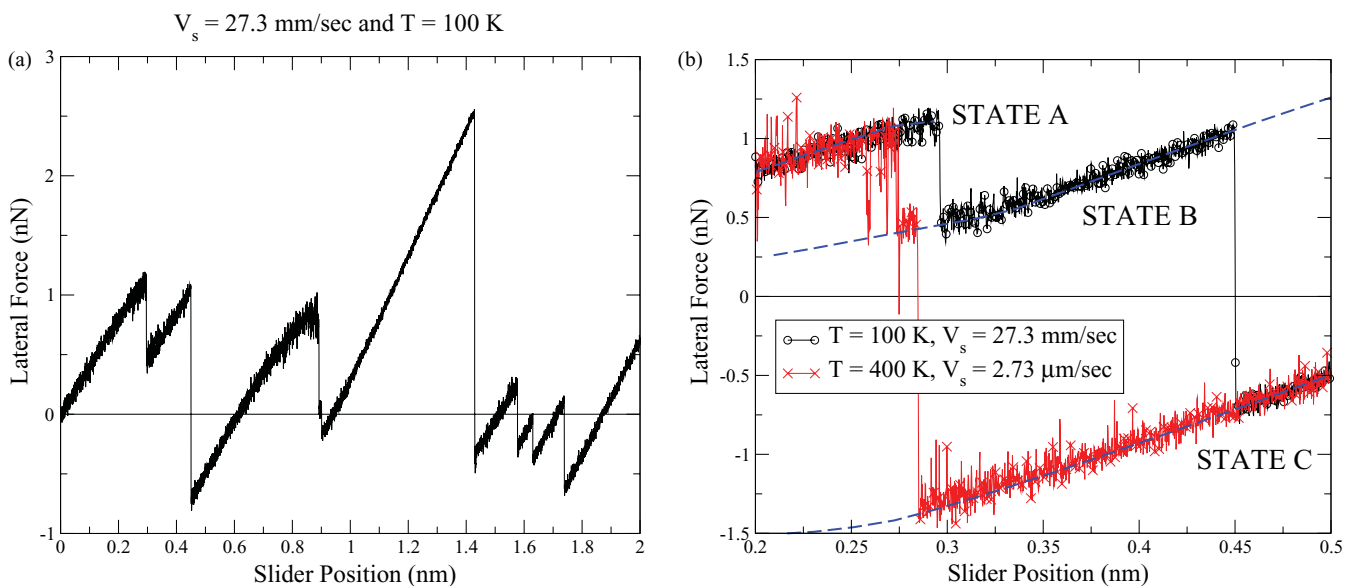 V_s = 27.3 mm/sec and T = 100 K
(a)
3
2
1
0
-1
Lateral Force (nN)
0 0.2 0.4 0.6 0.8 1 1.2 1.4 1.6 1.8 2
Slider Position (nm)
(b)
1.5
1
0.5
0
-0.5
-1
-1.5
Lateral Force (nN)
STATE A
STATE B
T = 100 K, V_s = 27.3 mm/sec
T = 400 K, V_s = 2.73 μm/sec
STATE C
0.2 0.25 0.3 0.35 0.4 0.45 0.5
Slider Position (nm)